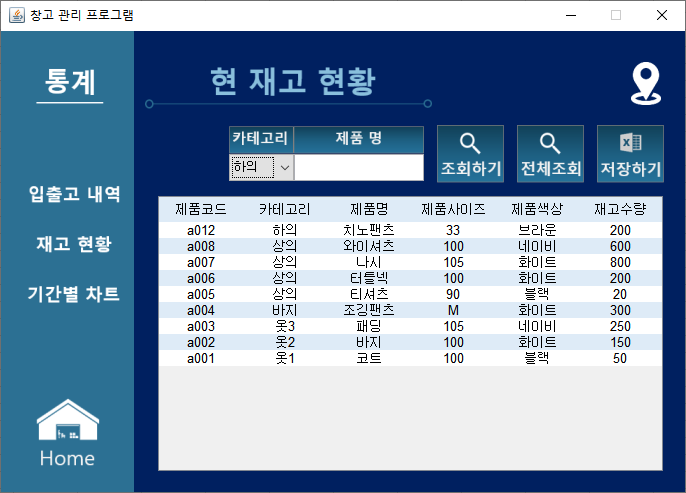 창고 관리 프로그램
통계
현 재고 현황
카테고리 제품 명
하의
조회하기 전체조회 저장하기
입출고 내역
재고 현황
기간별 차트
Home
제품코드 카테고리 제품명 제품사이즈 제품색상 재고수량
a012 하의 치노팬츠 33 브라운 200
a008 상의 와이셔츠 100 네이비 600
a007 상의 나시 105 화이트 800
a006 상의 터틀넥 100 화이트 200
a005 상의 티셔츠 90 블랙 20
a004 바지 조깅팬츠 M 화이트 300
a003 옷3 패딩 105 네이비 250
a002 옷2 바지 100 화이트 150
a001 옷1 코트 100 블랙 50